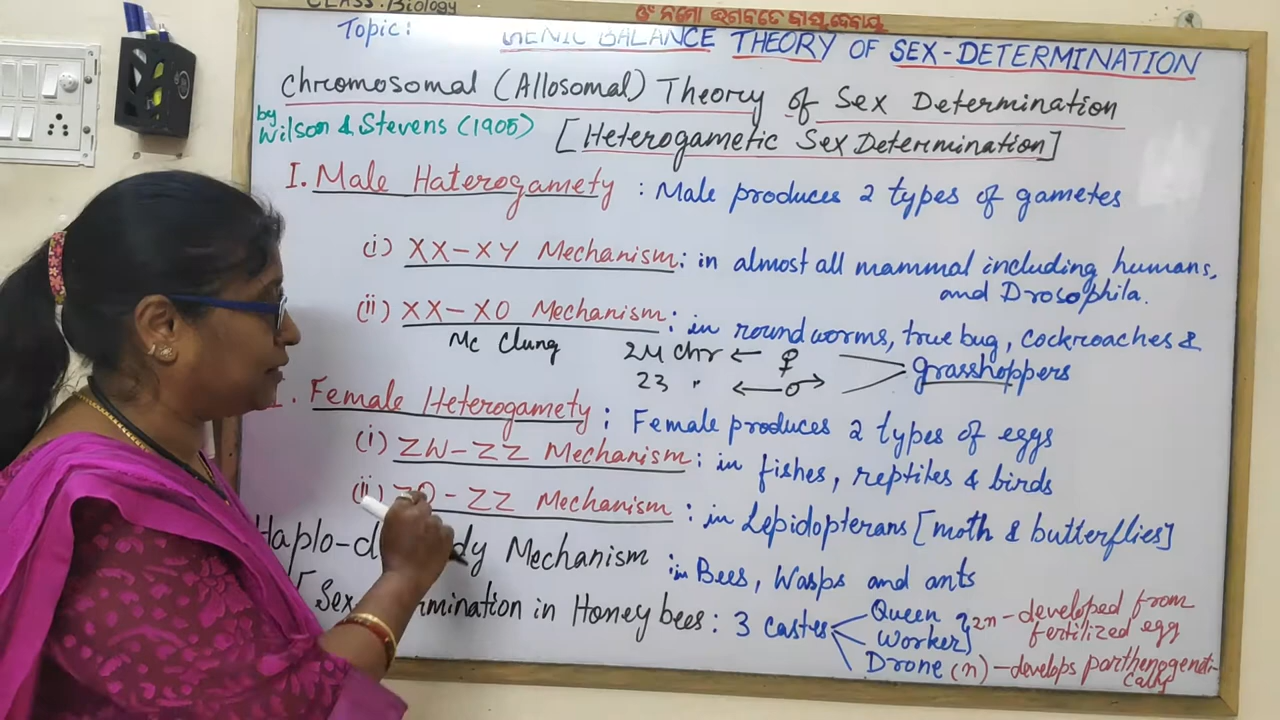 CLASS: Biology
ଓଁ ନମୋ ଭଗବତେ ବାସୁଦେବାୟ
Topic: GENIC BALANCE THEORY OF SEX-DETERMINATION
Chromosomal (Allosomal) Theory of Sex Determination
by Wilson & Stevens (1905) [Heterogametic Sex Determination]
I. Male Haterogamety : Male produces 2 types of gametes
(i) XX-XY Mechanism: in almost all mammal including humans,
and Drosophila.
(ii) XX-XO Mechanism: in roundworms, true bug, cockroaches &
grasshoppers
Mc Clung 24 chr ← ♀
23 " ← ♂
Female Heterogamety: Female produces 2 types of eggs
(i) ZW-ZZ Mechanism: in fishes, reptiles & birds
(ii) ZO-ZZ Mechanism: in Lepidopterans [moth & butterflies]
Mechanism : in Bees, Wasps and ants
in Honey bees: 3 castes
Queen
Worker} 2n-developed from fertilized egg
Drone (n)-develops parthenogenetically